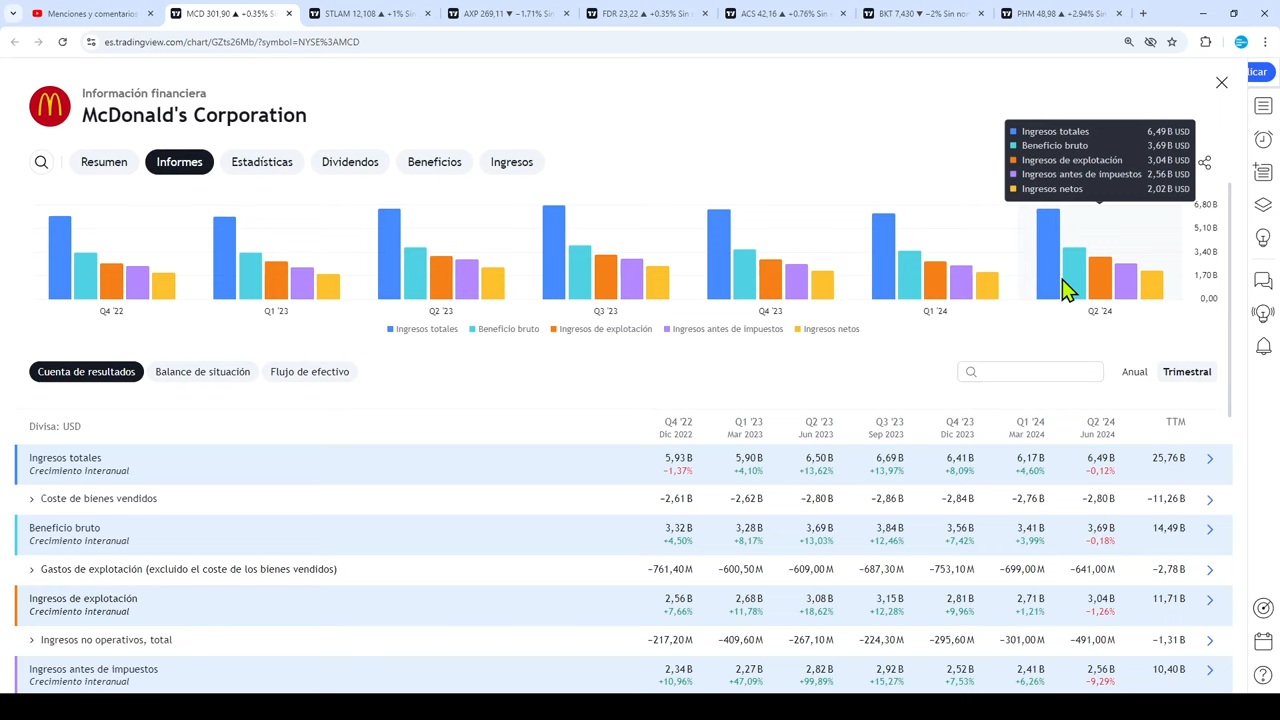 Menciones y comentarios
MCD 301,90 ▲ +0.35% Si
STLAM 12,108 ▲ +1% Sin
AXP 269,11 ▼ −1.71% Sin
FDR 23,22 ▲ +0.35% Sin
ACS 42,16 ▲ +0.76% Sin
BXT 7,430 ▼ −2% Sin non
PHM 48,98 ▲ +2.94% Sin
es.tradingview.com/chart/GZts26Mb/?symbol=NYSE%3AMCD
Información financiera
McDonald's Corporation
licar
Resumen
Informes
Estadísticas
Dividendos
Beneficios
Ingresos
Ingresos totales 6,49 B USD
Beneficio bruto 3,69 B USD
Ingresos de explotación 3,04 B USD
Ingresos antes de impuestos 2,56 B USD
Ingresos netos 2,02 B USD
6,80 B
5,10 B
3,40 B
1,70 B
0,00
Q4 '22 Q1 '23 Q2 '23 Q3 '23 Q4 '23 Q1 '24 Q2 '24
Ingresos totales Beneficio bruto Ingresos de explotación Ingresos antes de impuestos Ingresos netos
Cuenta de resultados Balance de situación Flujo de efectivo Anual Trimestral
Divisa: USD
Q4 '22 Q1 '23 Q2 '23 Q3 '23 Q4 '23 Q1 '24 Q2 '24 TTM
Dic 2022 Mar 2023 Jun 2023 Sep 2023 Dic 2023 Mar 2024 Jun 2024
Ingresos totales 5,93 B 5,90 B 6,50 B 6,69 B 6,41 B 6,17 B 6,49 B 25,76 B
Crecimiento interanual −1,37% +4,10% +13,62% +13,97% +8,09% +4,60% −0,12%
Coste de bienes vendidos −2,61 B −2,62 B −2,80 B −2,86 B −2,84 B −2,76 B −2,80 B −11,26 B
Beneficio bruto 3,32 B 3,28 B 3,69 B 3,84 B 3,56 B 3,41 B 3,69 B 14,49 B
Crecimiento interanual +4,50% +8,17% +13,03% +12,46% +7,42% +3,99% −0,18%
Gastos de explotación (excluido el coste de los bienes vendidos) −761,40 M −600,50 M −609,00 M −687,30 M −753,10 M −699,00 M −641,00 M −2,78 B
Ingresos de explotación 2,56 B 2,68 B 3,08 B 3,15 B 2,81 B 2,71 B 3,04 B 11,71 B
Crecimiento interanual +7,66% +11,78% +18,62% +12,28% +9,96% +1,21% −1,26%
Ingresos no operativos, total −217,20 M −409,60 M −267,10 M −224,30 M −295,60 M −301,00 M −491,00 M −1,31 B
Ingresos antes de impuestos 2,34 B 2,27 B 2,82 B 2,92 B 2,52 B 2,41 B 2,56 B 10,40 B
Crecimiento interanual +10,96% +47,09% +99,89% +15,27% +7,53% +6,26% −9,29%